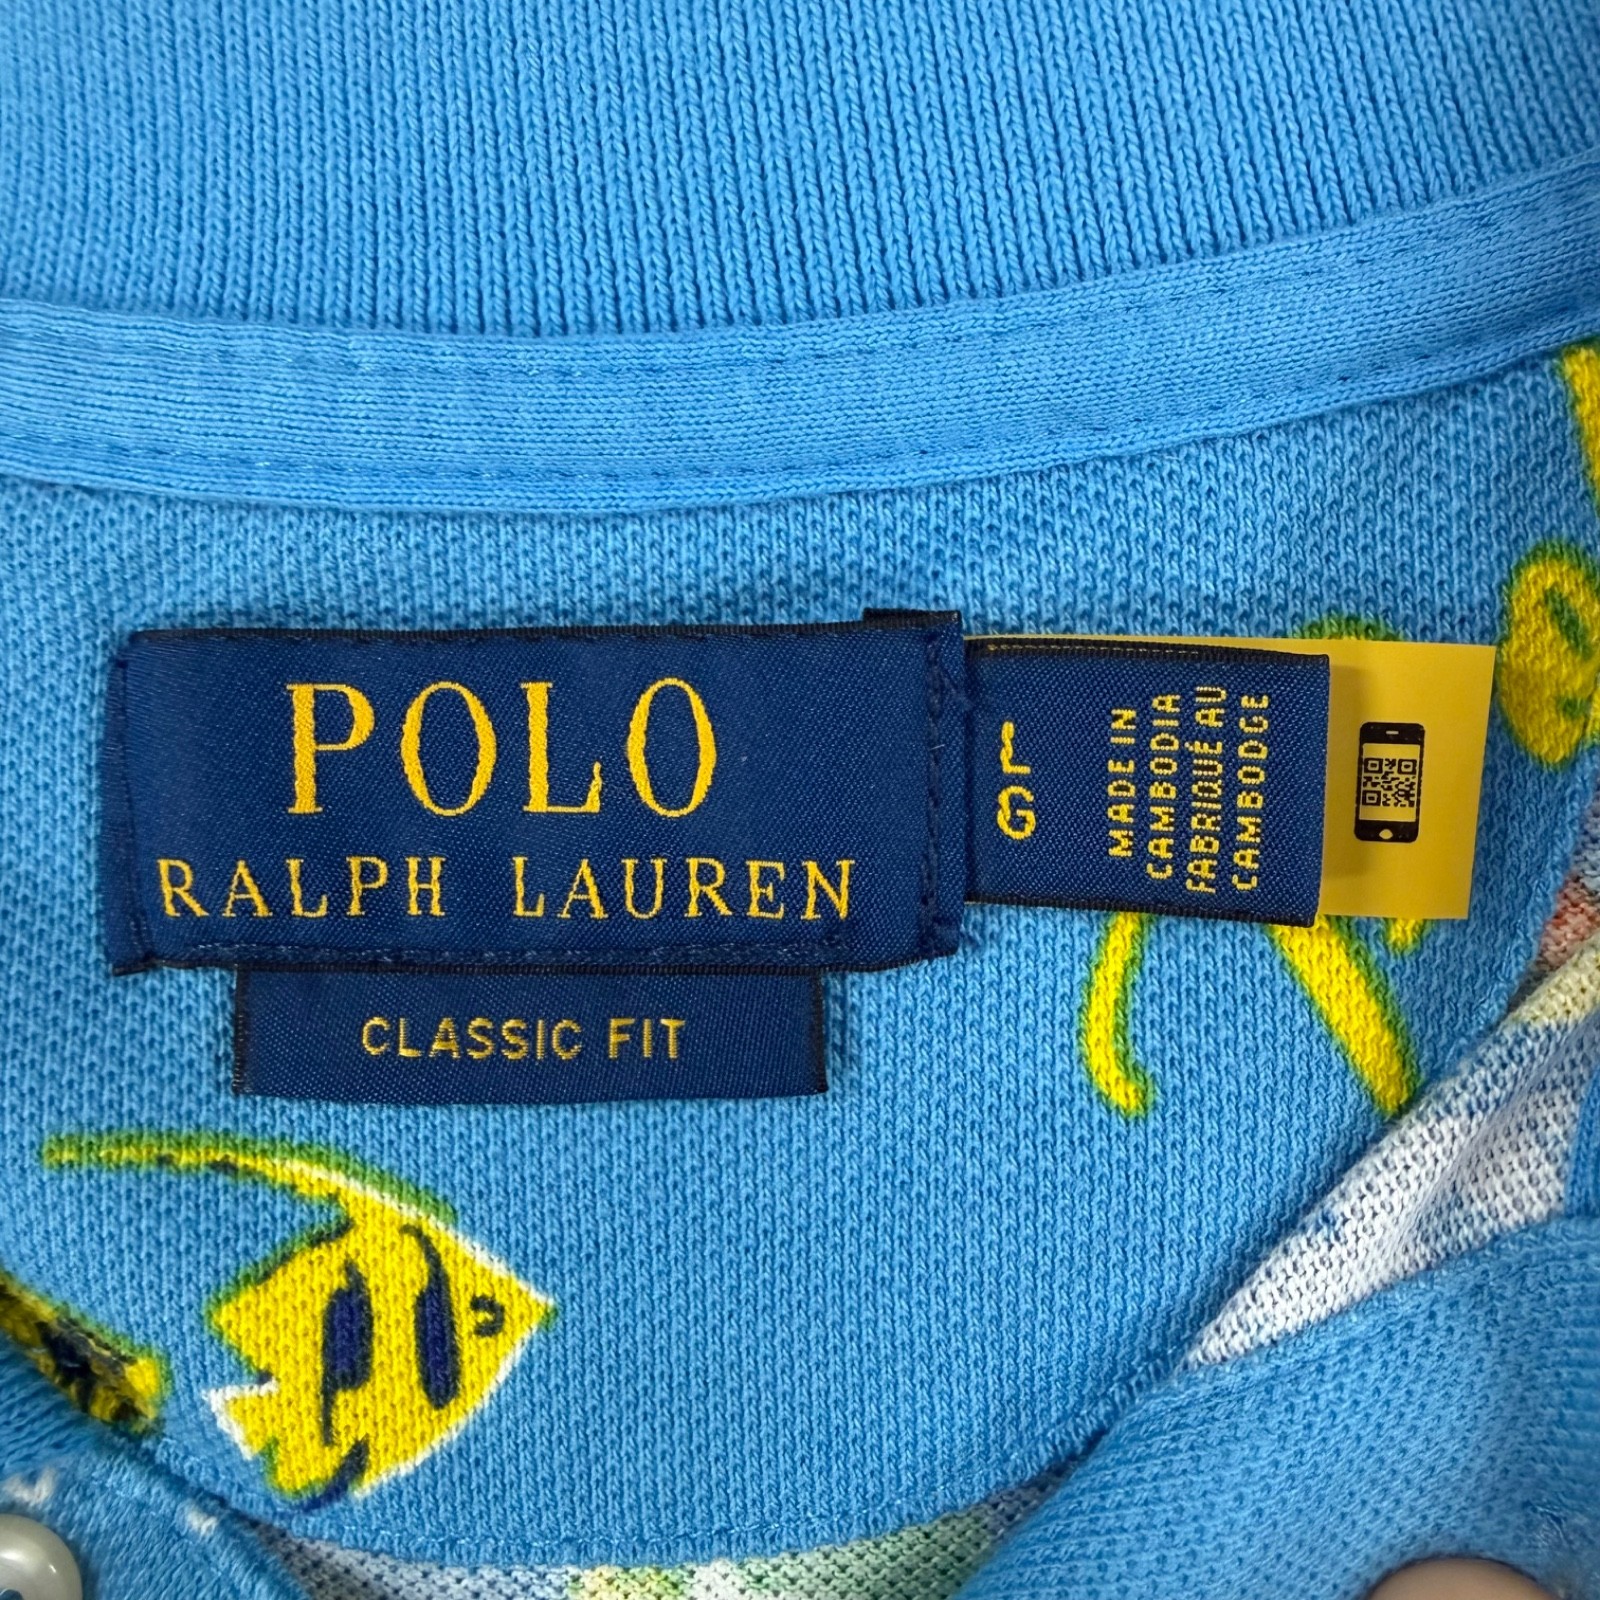 POLO
RALPH LAUREN
CLASSIC FIT
L
G
MADE IN
CAMBODIA
FABRIQUÉ AU
CAMBODGE